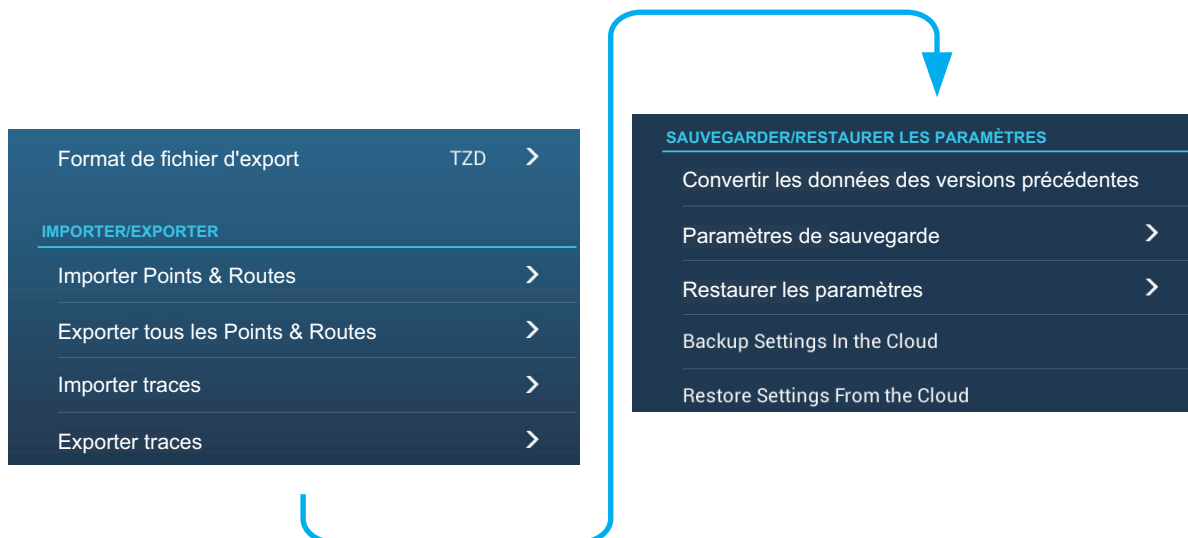 Format de fichier d'export TZD
IMPORTER/EXPORTER
Importer Points & Routes
Exporter tous les Points & Routes
Importer traces
Exporter traces
SAUVEGARDER/RESTAURER LES PARAMÈTRES
Convertir les données des versions précédentes
Paramètres de sauvegarde
Restaurer les paramètres
Backup Settings In the Cloud
Restore Settings From the Cloud